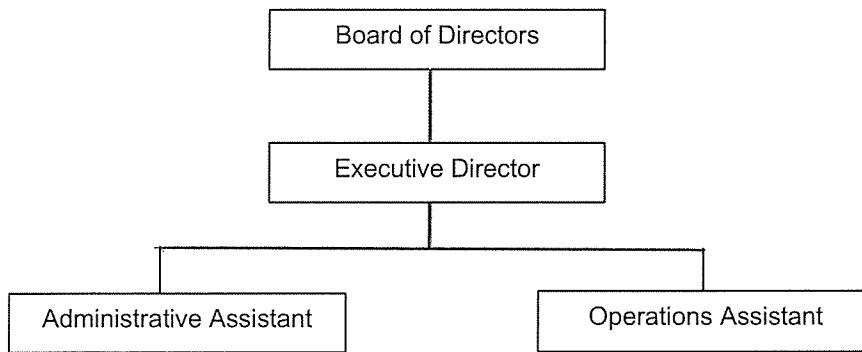 Board of Directors
Executive Director
Administrative Assistant
Operations Assistant